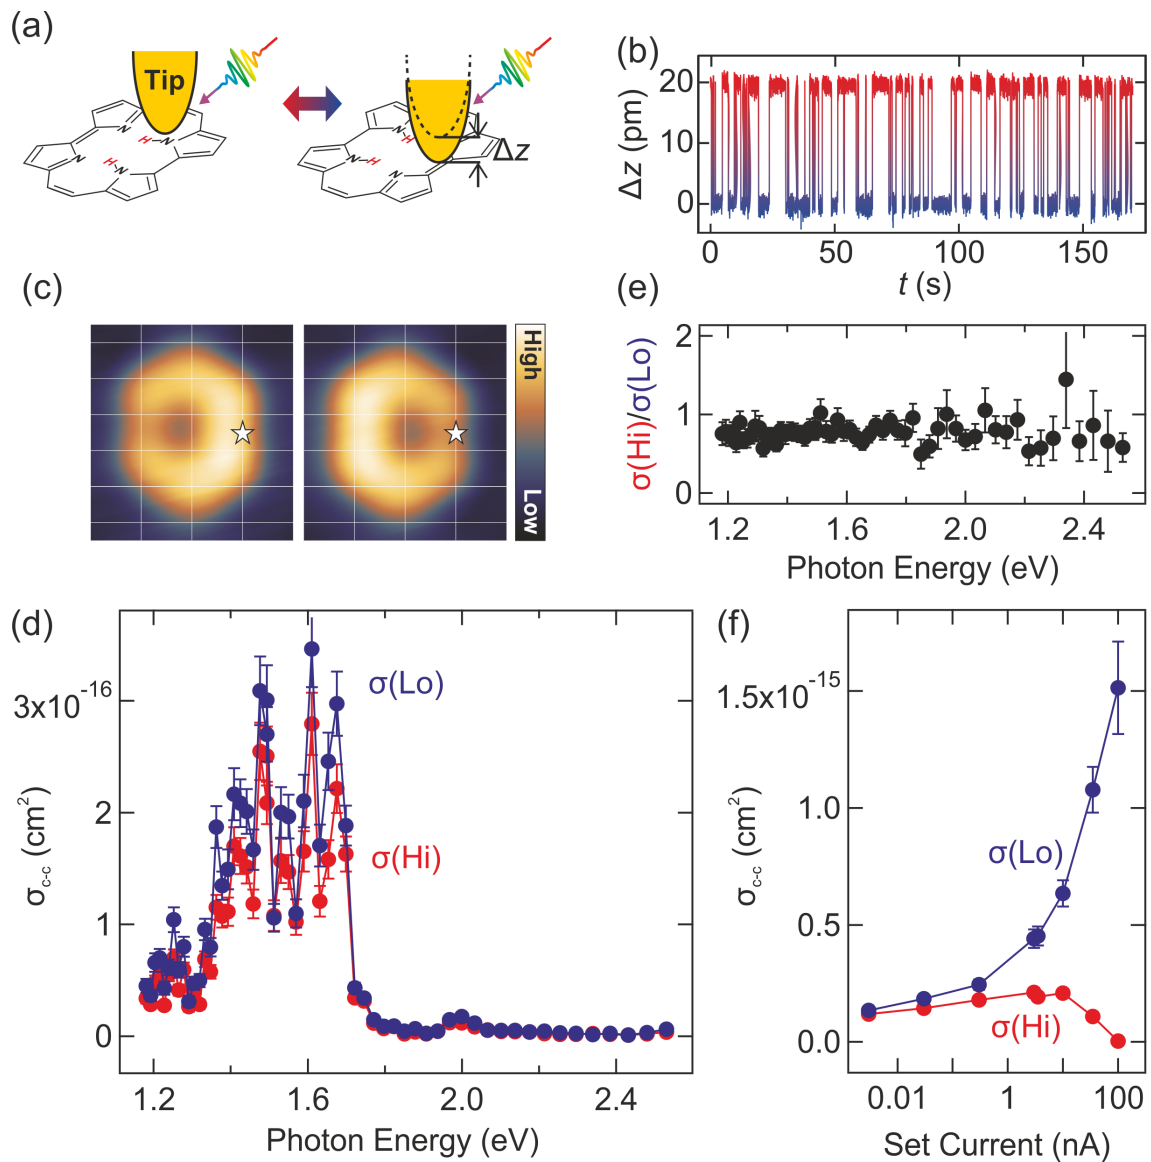 (a)
Tip
N
H
N
N
H
N
N
H
N
H
N
N
Δz
(b)
Δz (pm)
20
10
0
0
50
100
150
t (s)
(c)
High
Low
(e)
σ(Hi)/σ(Lo)
2
1
0
1.2
1.6
2.0
2.4
Photon Energy (eV)
(d)
σc-c (cm²)
3x10⁻¹⁶
2
1
0
σ(Lo)
σ(Hi)
1.2
1.6
2.0
2.4
Photon Energy (eV)
(f)
σc-c (cm²)
1.5x10⁻¹⁵
1.0
0.5
0.0
σ(Lo)
σ(Hi)
0.01
1
100
Set Current (nA)